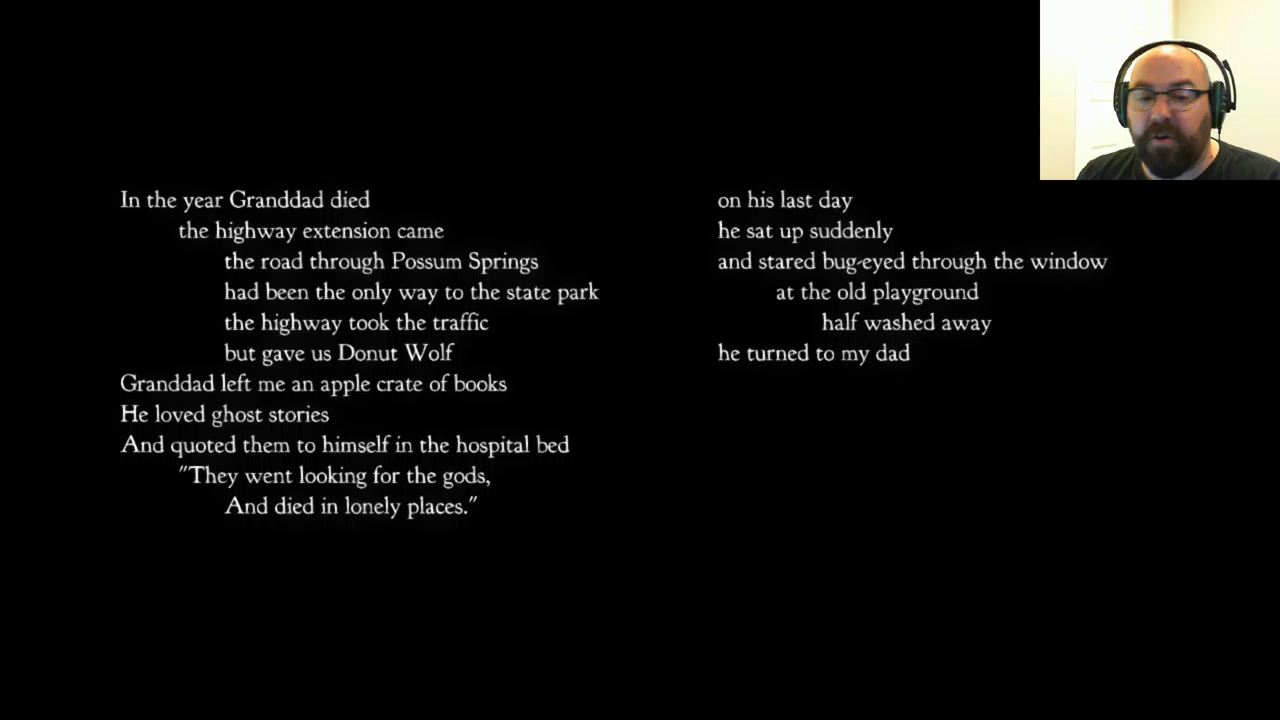 In the year Granddad died
the highway extension came
the road through Possum Springs
had been the only way to the state park
the highway took the traffic
but gave us Donut Wolf
Granddad left me an apple crate of books
He loved ghost stories
And quoted them to himself in the hospital bed
"They went looking for the gods,
And died in lonely places."
on his last day
he sat up suddenly
and stared bug-eyed through the window
at the old playground
half washed away
he turned to my dad